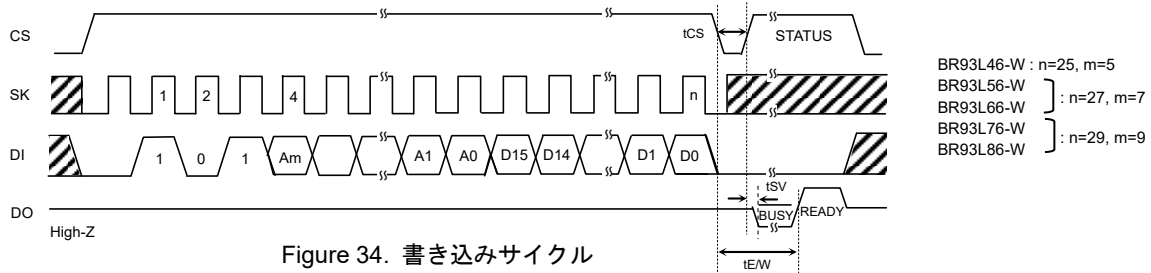 CS
tCS
STATUS
BR93L46-W : n=25, m=5
BR93L56-W
BR93L66-W
: n=27, m=7
BR93L76-W
BR93L86-W
: n=29, m=9
SK
1
2
4
n
DI
1
0
1
Am
A1
A0
D15
D14
D1
D0
tSV
DO
BUSY
READY
High-Z
tE/W
Figure 34. 書き込みサイクル